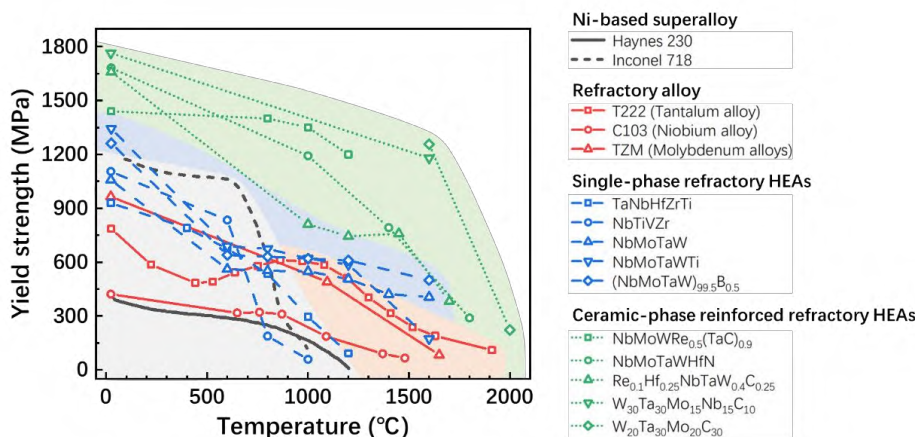 Yield strength (MPa)
1800
1500
1200
900
600
300
0
0
500
1000
1500
2000
Temperature (℃)
Ni-based superalloy
Haynes 230
Inconel 718
Refractory alloy
T222 (Tantalum alloy)
C103 (Niobium alloy)
TZM (Molybdenum alloys)
Single-phase refractory HEAs
TaNbHfZrTi
NbTiVZr
NbMoTaW
NbMoTaWTi
(NbMoTaW)₉₉.₅B₀.₅
Ceramic-phase reinforced refractory HEAs
NbMoWRe₀.₅(TaC)₀.₉
NbMoTaWHfN
Re₀.₁Hf₀.₂₅NbTaW₀.₄C₀.₂₅
W₃₀Ta₃₀Mo₁₅Nb₁₅C₁₀
W₂₀Ta₃₀Mo₂₀C₃₀